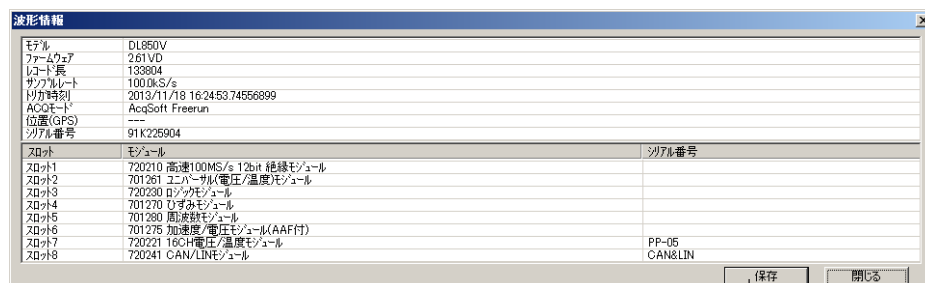 波形情報
モデル DL850V
ファームウェア 2.61 VD
レコード長 133804
サンプルレート 100.0kS/s
トリガ時刻 2013/11/18 16:24:53.74556899
ACQモード AcqSoft Freerun
位置(GPS) ---
シリアル番号 91K225904
スロット モジュール シリアル番号
スロット1 720210 高速100MS/s 12bit 絶縁モジュール
スロット2 701261 ユニバーサル(電圧/温度)モジュール
スロット3 720230 ロジックモジュール
スロット4 701270 ひずみモジュール
スロット5 701280 周波数モジュール
スロット6 701275 加速度/電圧モジュール(AAF付)
スロット7 720221 16CH電圧/温度モジュール PP-05
スロット8 720241 CAN/LINモジュール CAN&LIN
保存 閉じる